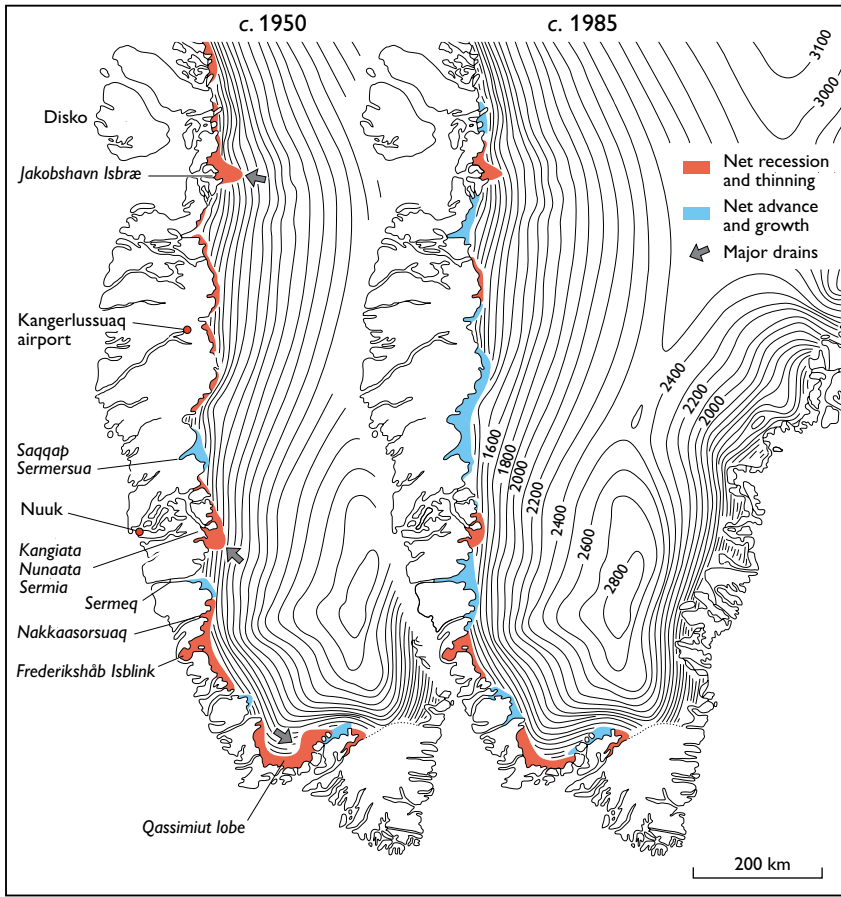 c. 1950
c. 1985
Disko
Jakobshavn Isbræ
Kangerlussuaq
airport
Saqqap
Sermersua
Nuuk
Kangiata
Nunaata
Sermia
Sermeq
Nakkaasorsuaq
Frederikshåb Isblink
Qassimiut lobe
3100
3000
Net recession
and thinning
Net advance
and growth
Major drains
2400
2200
2000
1600
1800
2000
2200
2400
2600
2800
200 km